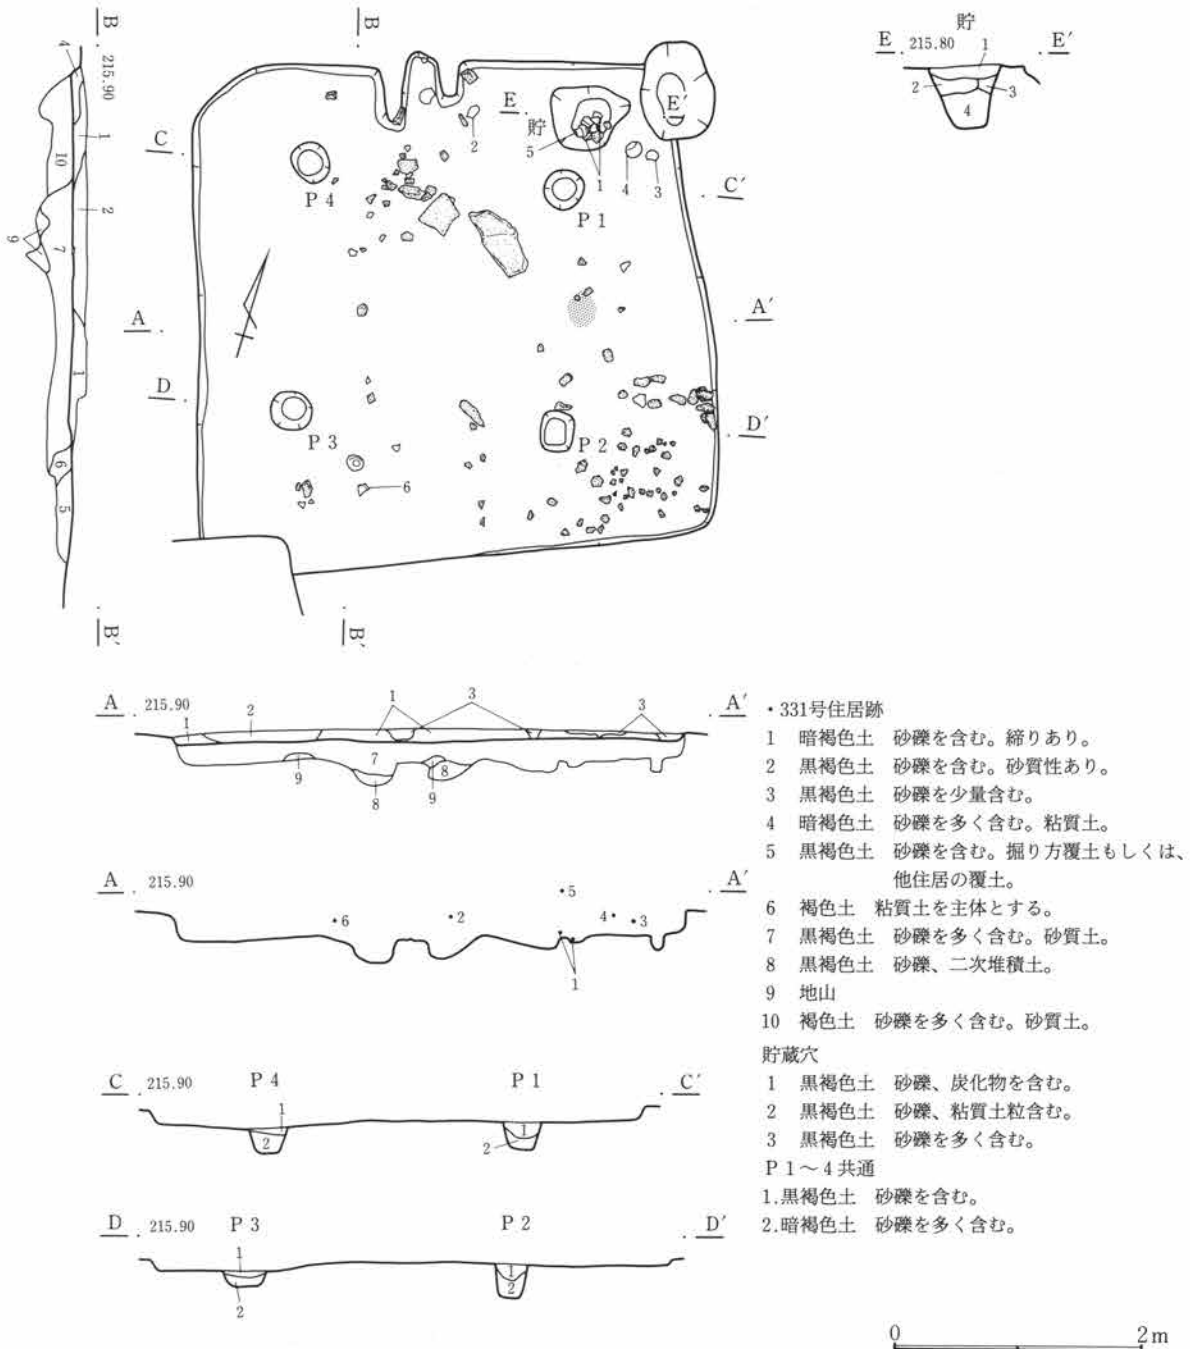 B
215.90
4
1
10
2
9
7
1
6
5
B′
B
C
A
D
E
貯
5
1
2
E′
4
3
P 4
P 1
C′
A′
P 3
P 2
D′
6
B′
貯
E 215.80 1 E′
2
3
4
A 215.90 A′
1
2
1
3
3
7
9
8
9
8
A 215.90 A′
5
6
2
4
3
1
C 215.90 P 4 P 1 C′
1
2
1
2
D 215.90 P 3 P 2 D′
1
2
1
2
・331号住居跡
1 暗褐色土 砂礫を含む。締りあり。
2 黒褐色土 砂礫を含む。砂質性あり。
3 黒褐色土 砂礫を少量含む。
4 暗褐色土 砂礫を多く含む。粘質土。
5 黒褐色土 砂礫を含む。掘り方覆土もしくは、
他住居の覆土。
6 褐色土 粘質土を主体とする。
7 黒褐色土 砂礫を多く含む。砂質土。
8 黒褐色土 砂礫、二次堆積土。
9 地山
10 褐色土 砂礫を多く含む。砂質土。
貯蔵穴
1 黒褐色土 砂礫、炭化物を含む。
2 黒褐色土 砂礫、粘質土粒含む。
3 黒褐色土 砂礫を多く含む。
P 1～4 共通
1.黒褐色土 砂礫を含む。
2.暗褐色土 砂礫を多く含む。
0 2m